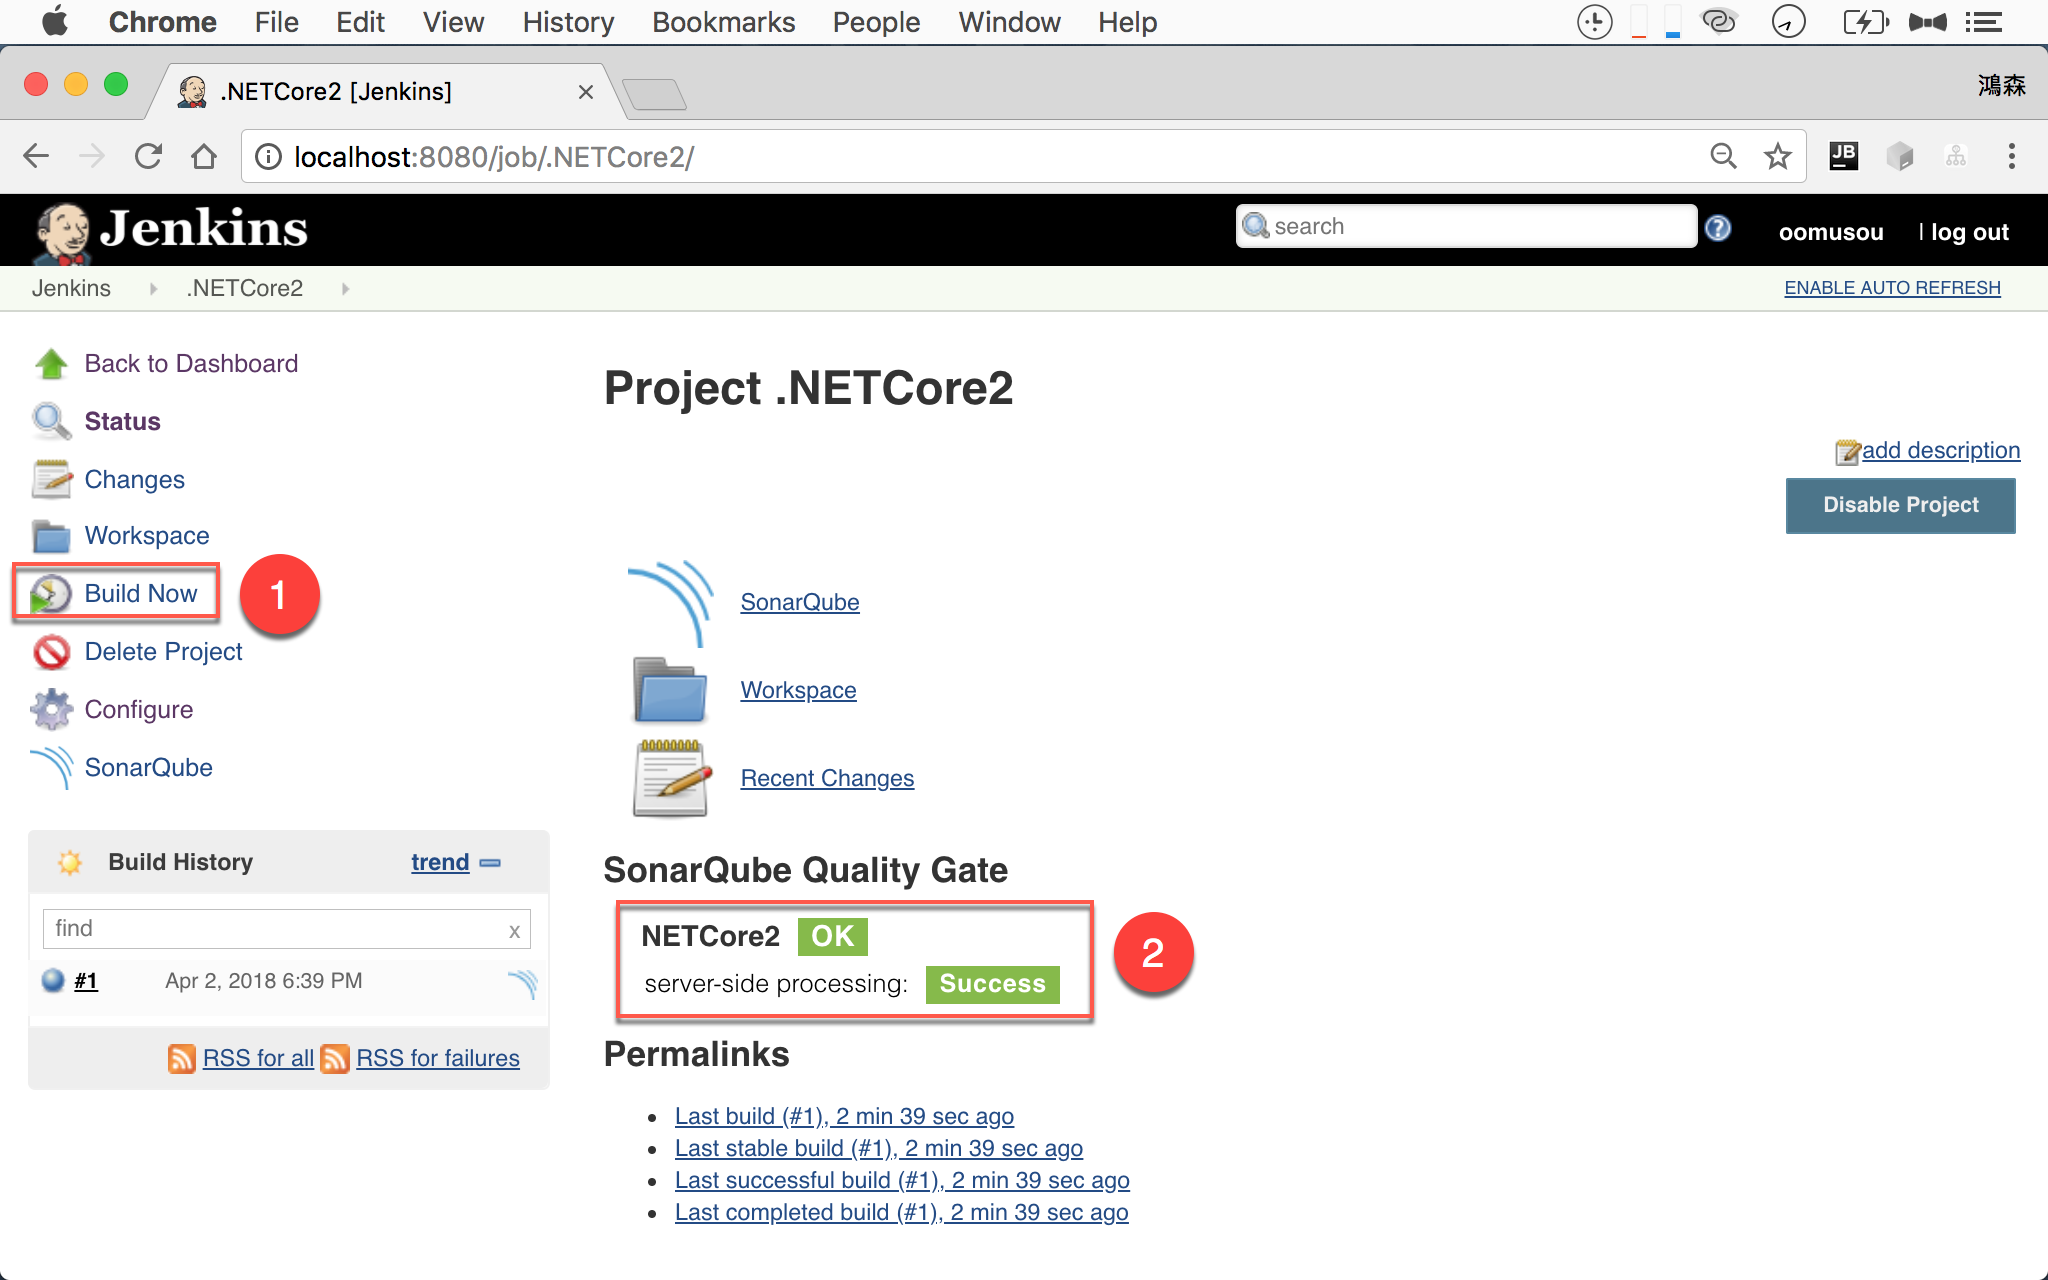 Chrome File Edit View History Bookmarks People Window Help
.NETCore2 [Jenkins] × 鴻森
localhost:8080/job/.NETCore2/ JB
Jenkins search ? oomusou | log out
Jenkins .NETCore2 ENABLE AUTO REFRESH
Back to Dashboard
Status
Changes
Workspace
Build Now 1
Delete Project
Configure
SonarQube
Build History trend
find x
#1 Apr 2, 2018 6:39 PM
RSS for all RSS for failures
Project .NETCore2
add description
Disable Project
SonarQube
Workspace
Recent Changes
SonarQube Quality Gate
NETCore2 OK
server-side processing: Success
2
Permalinks
Last build (#1), 2 min 39 sec ago
Last stable build (#1), 2 min 39 sec ago
Last successful build (#1), 2 min 39 sec ago
Last completed build (#1), 2 min 39 sec ago